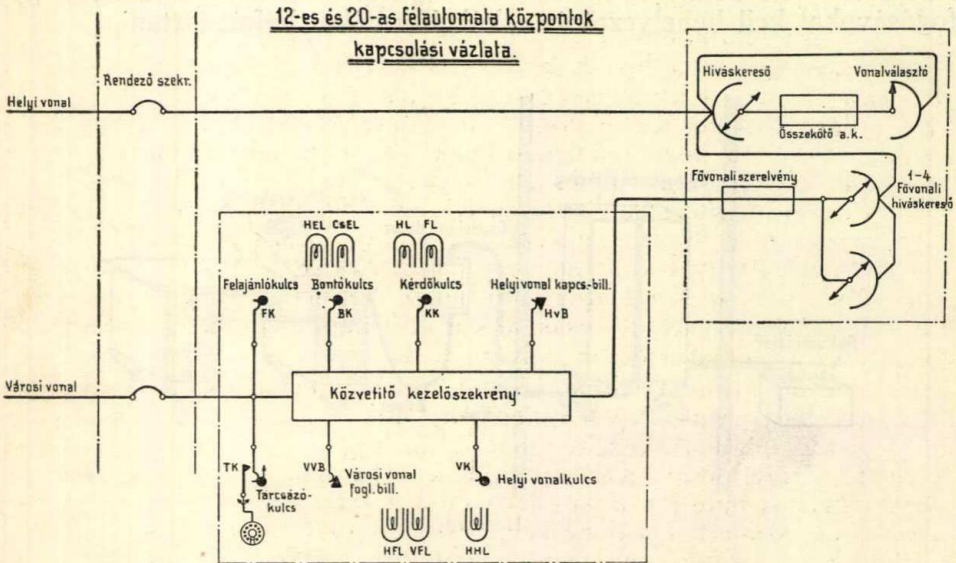 12-es és 20-as félautomata központok
kapcsolási vázlata.
Rendező szekr.
Helyi vonal
Híváskereső
Vonalválasztó
Összekötő a.k.
Fővonali szerelvény
1-4
Fővonali
híváskereső
HEL CsEL
HL FL
Felajánlókulcs
FK
Bontókulcs
BK
Kérdőkulcs
KK
Helyi vonal kapcs-bill.
HvB
Városi vonal
Közvetítő kezelőszekrény
TK
Tárcsázó-
kulcs
VVB
Városi vonal
fogl. bill.
VK
Helyi vonalkulcs
HFL VFL
HHL